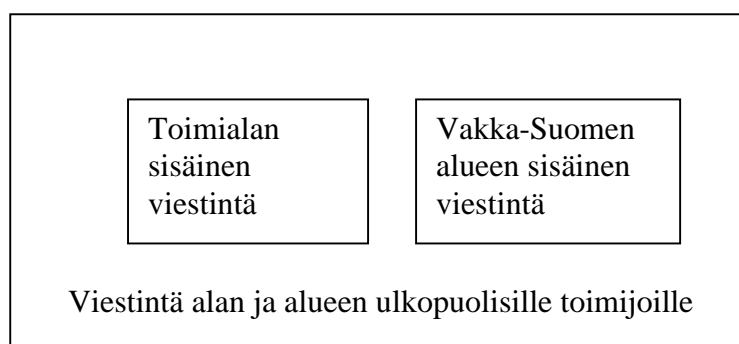 Toimialan
sisäinen
viestintä
Vakka-Suomen
alueen sisäinen
viestintä
Viestintä alan ja alueen ulkopuolisille toimijoille